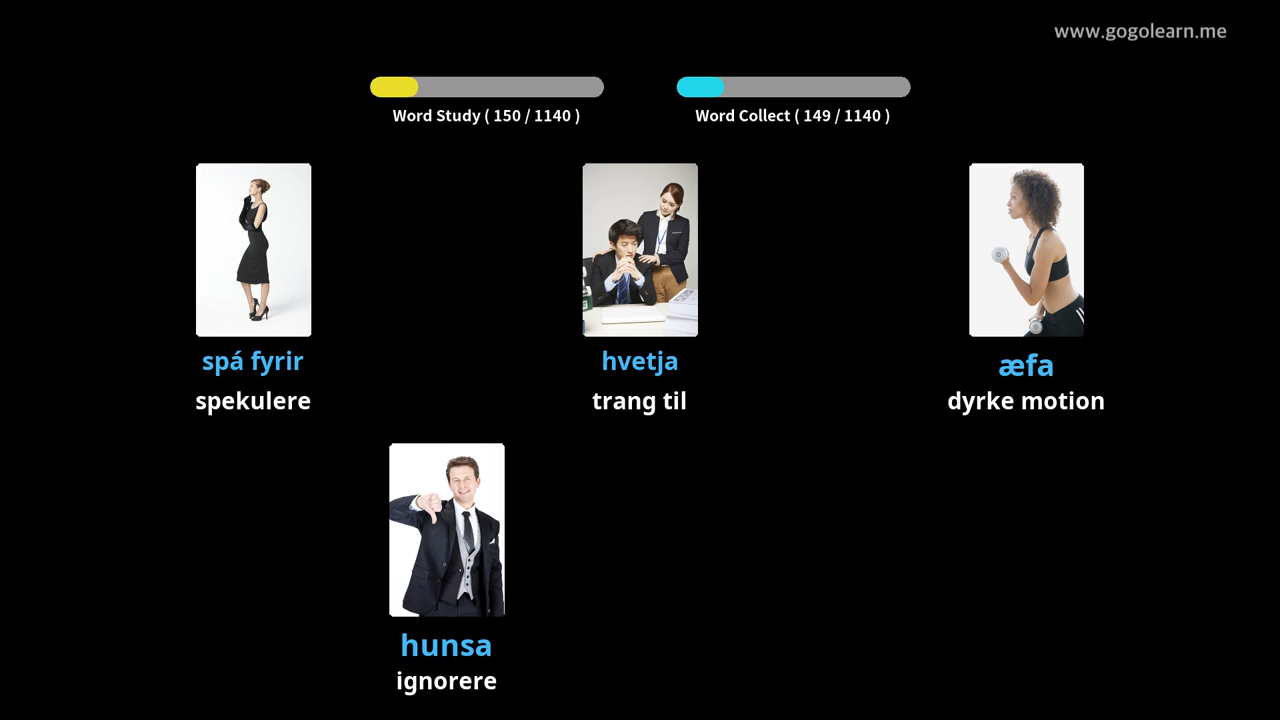 www.gogolearn.me
Word Study ( 150 / 1140 )
Word Collect ( 149 / 1140 )
spá fyrir
spekulere
hvetja
trang til
æfa
dyrke motion
hunsa
ignorere